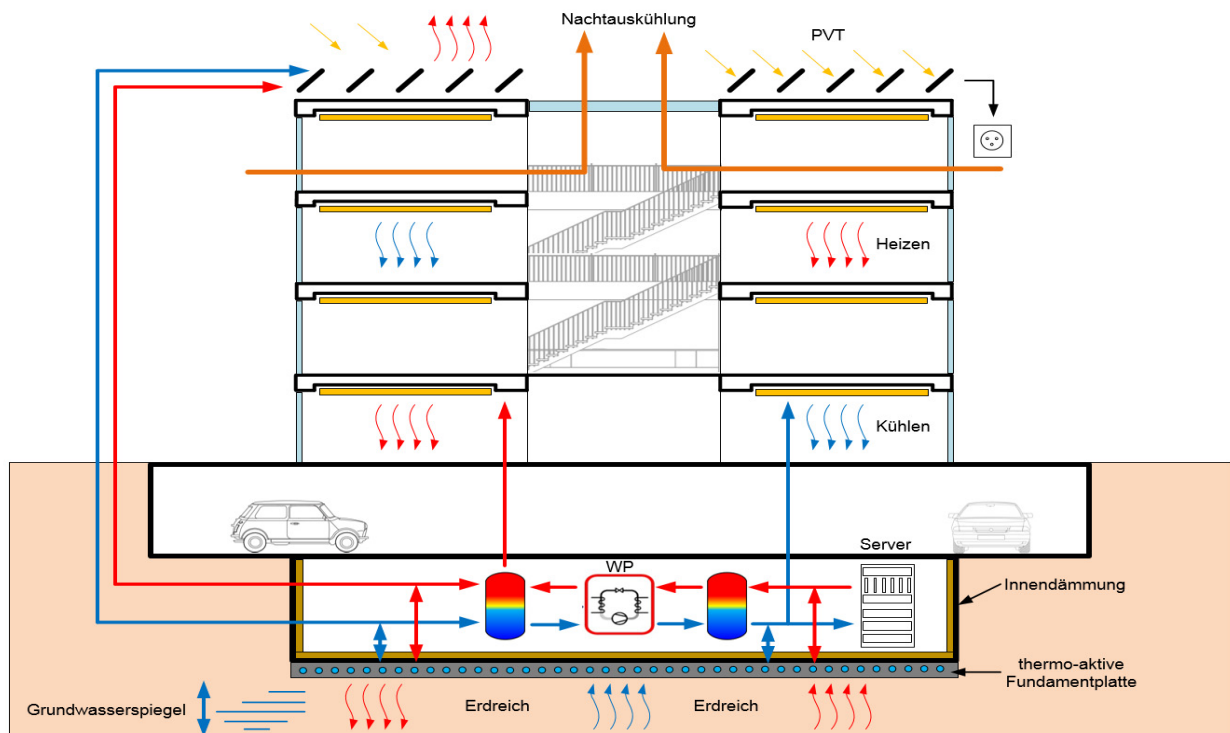 Nachtauskühlung
PVT
Heizen
Kühlen
Server
WP
Innendämmung
thermo-aktive
Fundamentplatte
Grundwasserspiegel
Erdreich
Erdreich